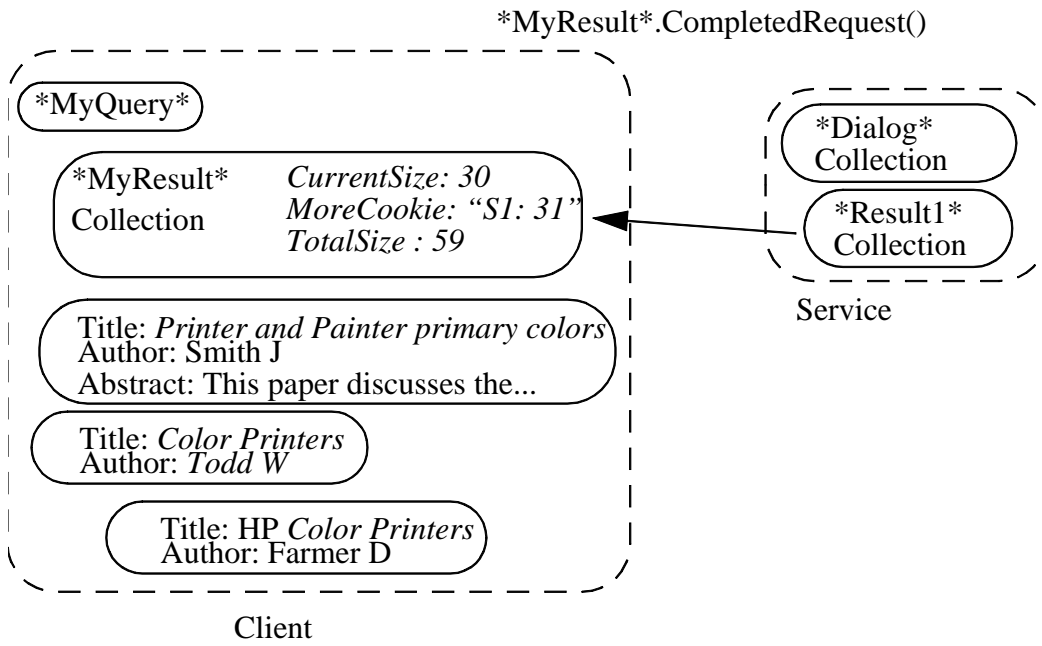 *MyResult*.CompletedRequest()
*MyQuery*
*MyResult*
Collection
CurrentSize: 30
MoreCookie: “S1: 31”
TotalSize : 59
Title: Printer and Painter primary colors
Author: Smith J
Abstract: This paper discusses the...
Title: Color Printers
Author: Todd W
Title: HP Color Printers
Author: Farmer D
Client
*Dialog*
Collection
*Result1*
Collection
Service